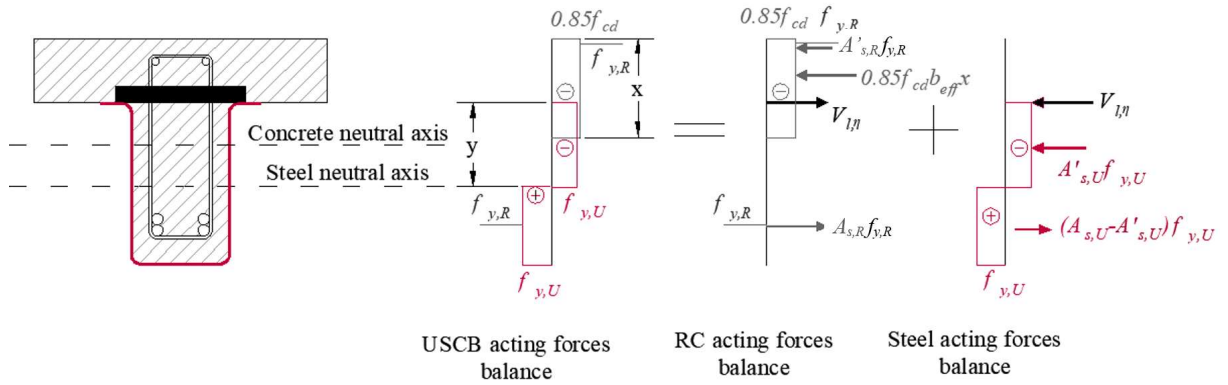 0.85f_cd
f_y,R
x
Concrete neutral axis
y
Steel neutral axis
f_y,R
f_y,U
f_y,U
USCB acting forces
balance
0.85f_cd f_y,R
A'_s,R f_y,R
0.85f_cd b_eff x
V_l,η
f_y,R
A_s,R f_y,R
RC acting forces
balance
V_l,η
A'_s,U f_y,U
(A_s,U-A'_s,U) f_y,U
f_y,U
Steel acting forces
balance